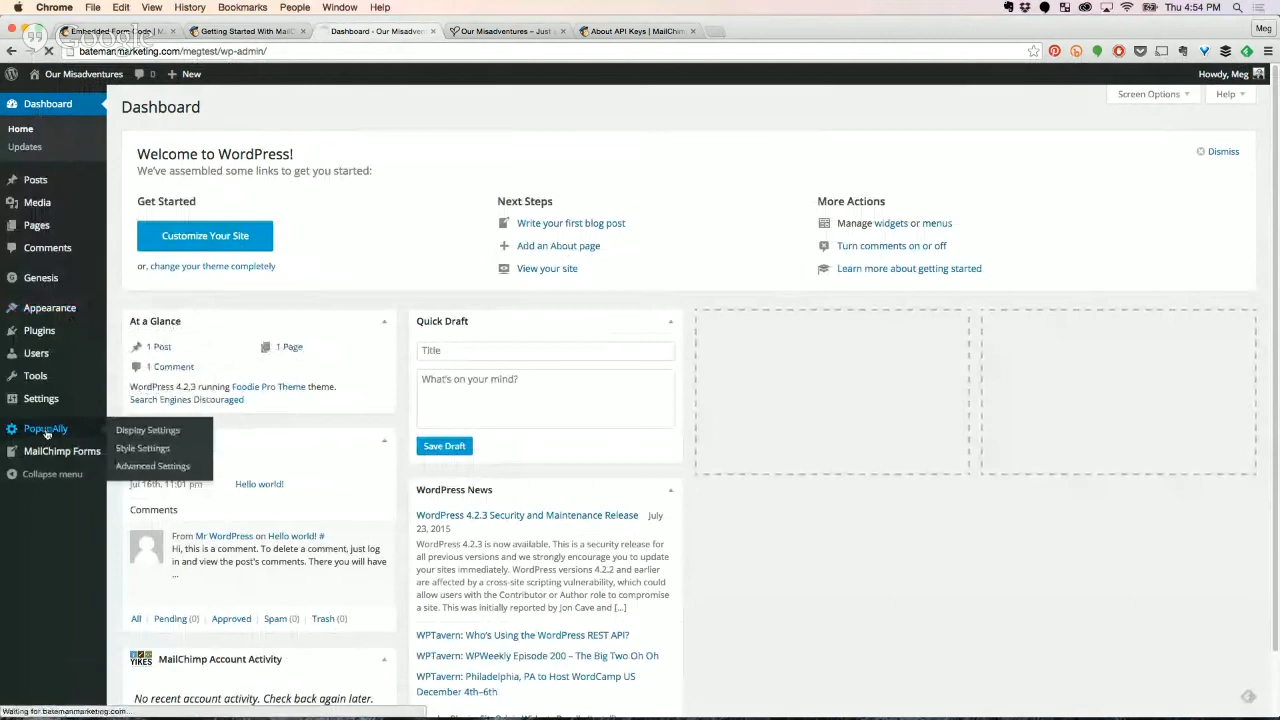 Chrome File Edit View History Bookmarks People Window Help
Thu 4:54 PM
Google
Embedded Form Code | M
Getting Started With MailC
Dashboard ‹ Our Misadven
Our Misadventures – Just a
About API Keys | MailChim
Meg
batemanmarketing.com/megtest/wp-admin/
Our Misadventures 0 New
Howdy, Meg
Dashboard
Home
Updates
Posts
Media
Pages
Comments
Genesis
Appearance
Plugins
Users
Tools
Settings
PopupAlly
MailChimp Forms
Collapse menu
Display Settings
Style Settings
Advanced Settings
Dashboard
Screen Options
Help
Welcome to WordPress!
We've assembled some links to get you started:
Dismiss
Get Started
Customize Your Site
or, change your theme completely
Next Steps
Write your first blog post
Add an About page
View your site
More Actions
Manage widgets or menus
Turn comments on or off
Learn more about getting started
At a Glance
1 Post
1 Page
1 Comment
WordPress 4.2.3 running Foodie Pro Theme theme.
Search Engines Discouraged
Jul 16th, 11:01 pm
Hello world!
Comments
From Mr WordPress on Hello world! #
Hi, this is a comment. To delete a comment, just log
in and view the post's comments. There you will have
...
All
Pending (0)
Approved
Spam (0)
Trash (0)
YIKES
MailChimp Account Activity
No recent account activity. Check back again later.
Quick Draft
Title
What's on your mind?
Save Draft
WordPress News
WordPress 4.2.3 Security and Maintenance Release July
23, 2015
WordPress 4.2.3 is now available. This is a security release for
all previous versions and we strongly encourage you to update
your sites immediately. WordPress versions 4.2.2 and earlier
are affected by a cross-site scripting vulnerability, which could
allow users with the Contributor or Author role to compromise
a site. This was initially reported by Jon Cave and [...]
WPTavern: Who's Using the WordPress REST API?
WPTavern: WPWeekly Episode 200 – The Big Two Oh Oh
WPTavern: Philadelphia, PA to Host WordCamp US
December 4th–6th
Waiting for batemanmarketing.com...